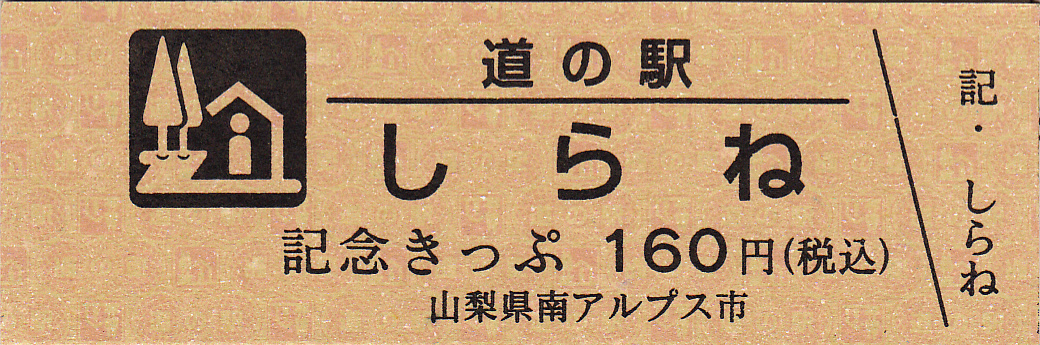 道の駅
しらね
記念きっぷ 160円(税込)
山梨県南アルプス市
記・しらね